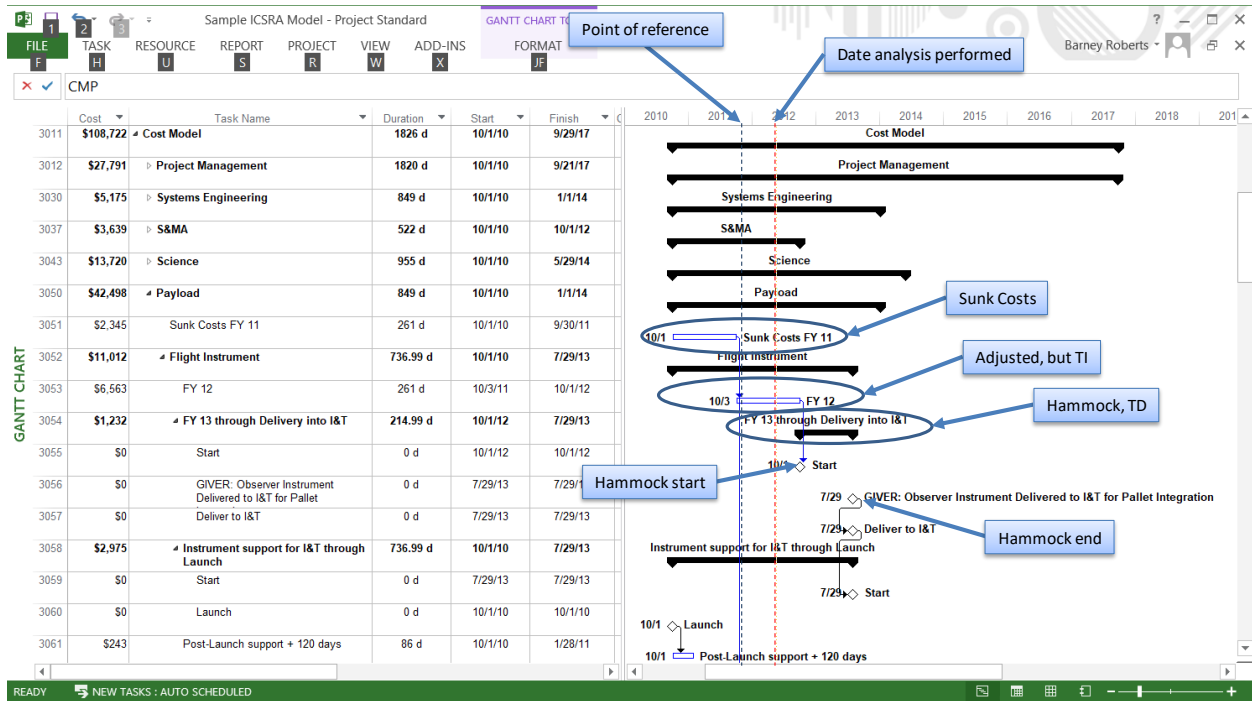 1 2 3 Sample ICSRA Model - Project Standard GANTT CHART TO ? — ×
FILE TASK RESOURCE REPORT PROJECT VIEW ADD-INS FORMAT Barney Roberts
F H U S R W X JF
CMP
Point of reference
Date analysis performed
Cost Task Name Duration Start Finish 2010 2011 2012 2013 2014 2015 2016 2017 2018 201
3011 $108,722 Cost Model 1826 d 10/1/10 9/29/17 Cost Model
3012 $27,791 Project Management 1820 d 10/1/10 9/21/17 Project Management
3030 $5,175 Systems Engineering 849 d 10/1/10 1/1/14 Systems Engineering
3037 $3,639 S&MA 522 d 10/1/10 10/1/12 S&MA
3043 $13,720 Science 955 d 10/1/10 5/29/14 Science
3050 $42,498 Payload 849 d 10/1/10 1/1/14 Payload
Sunk Costs
3051 $2,345 Sunk Costs FY 11 261 d 10/1/10 9/30/11 10/1 Sunk Costs FY 11
3052 $11,012 Flight Instrument 736.99 d 10/1/10 7/29/13 Flight Instrument
Adjusted, but TI
3053 $6,563 FY 12 261 d 10/3/11 10/1/12 10/3 FY 12
Hammock, TD
3054 $1,232 FY 13 through Delivery into I&T 214.99 d 10/1/12 7/29/13 FY 13 through Delivery into I&T
3055 $0 Start 0 d 10/1/12 10/1/12 10/1 Start
Hammock start
3056 $0 GIVER: Observer Instrument 0 d 7/29/13 7/29/1 7/29 GIVER: Observer Instrument Delivered to I&T for Pallet Integration
Delivered to I&T for Pallet
3057 $0 Deliver to I&T 0 d 7/29/13 7/29/13 7/29 Deliver to I&T
Hammock end
3058 $2,975 Instrument support for I&T through 736.99 d 10/1/10 7/29/13 Instrument support for I&T through Launch
Launch
3059 $0 Start 0 d 7/29/13 7/29/13 7/29 Start
3060 $0 Launch 0 d 10/1/10 10/1/10 10/1 Launch
3061 $243 Post-Launch support + 120 days 86 d 10/1/10 1/28/11 10/1 Post-Launch support + 120 days
GANTT CHART
READY NEW TASKS : AUTO SCHEDULED